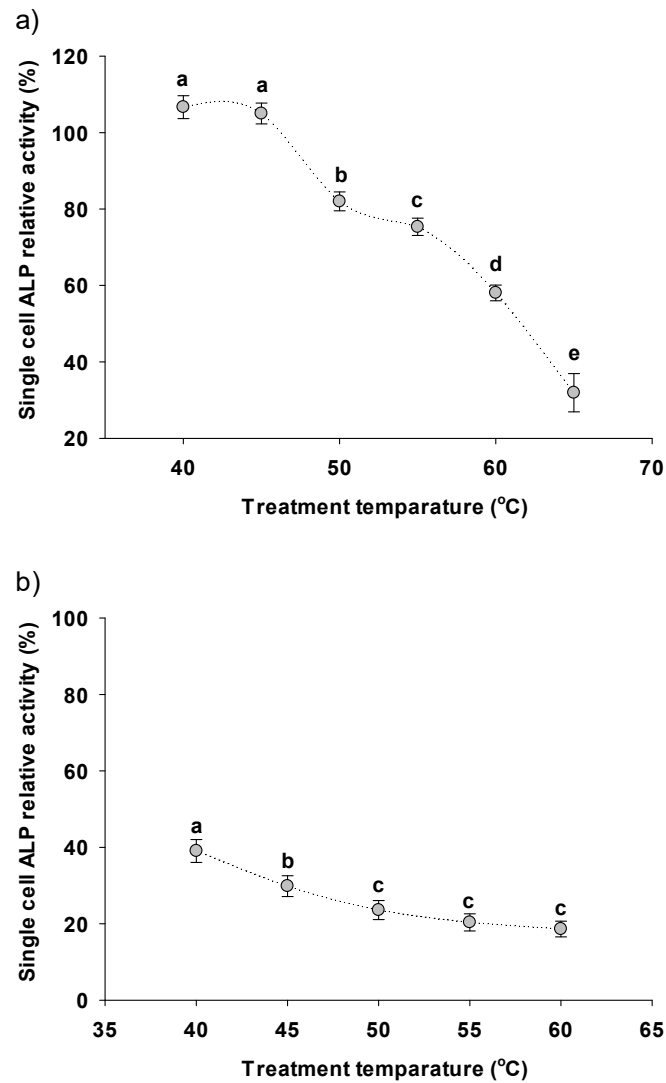 a)
Single cell ALP relative activity (%)
120
100
80
60
40
20
a
a
b
c
d
e
40
50
60
70
Treatment temparature (°C)
b)
Single cell ALP relative activity (%)
100
80
60
40
20
0
a
b
c
c
c
35
40
45
50
55
60
65
Treatment temparature (°C)